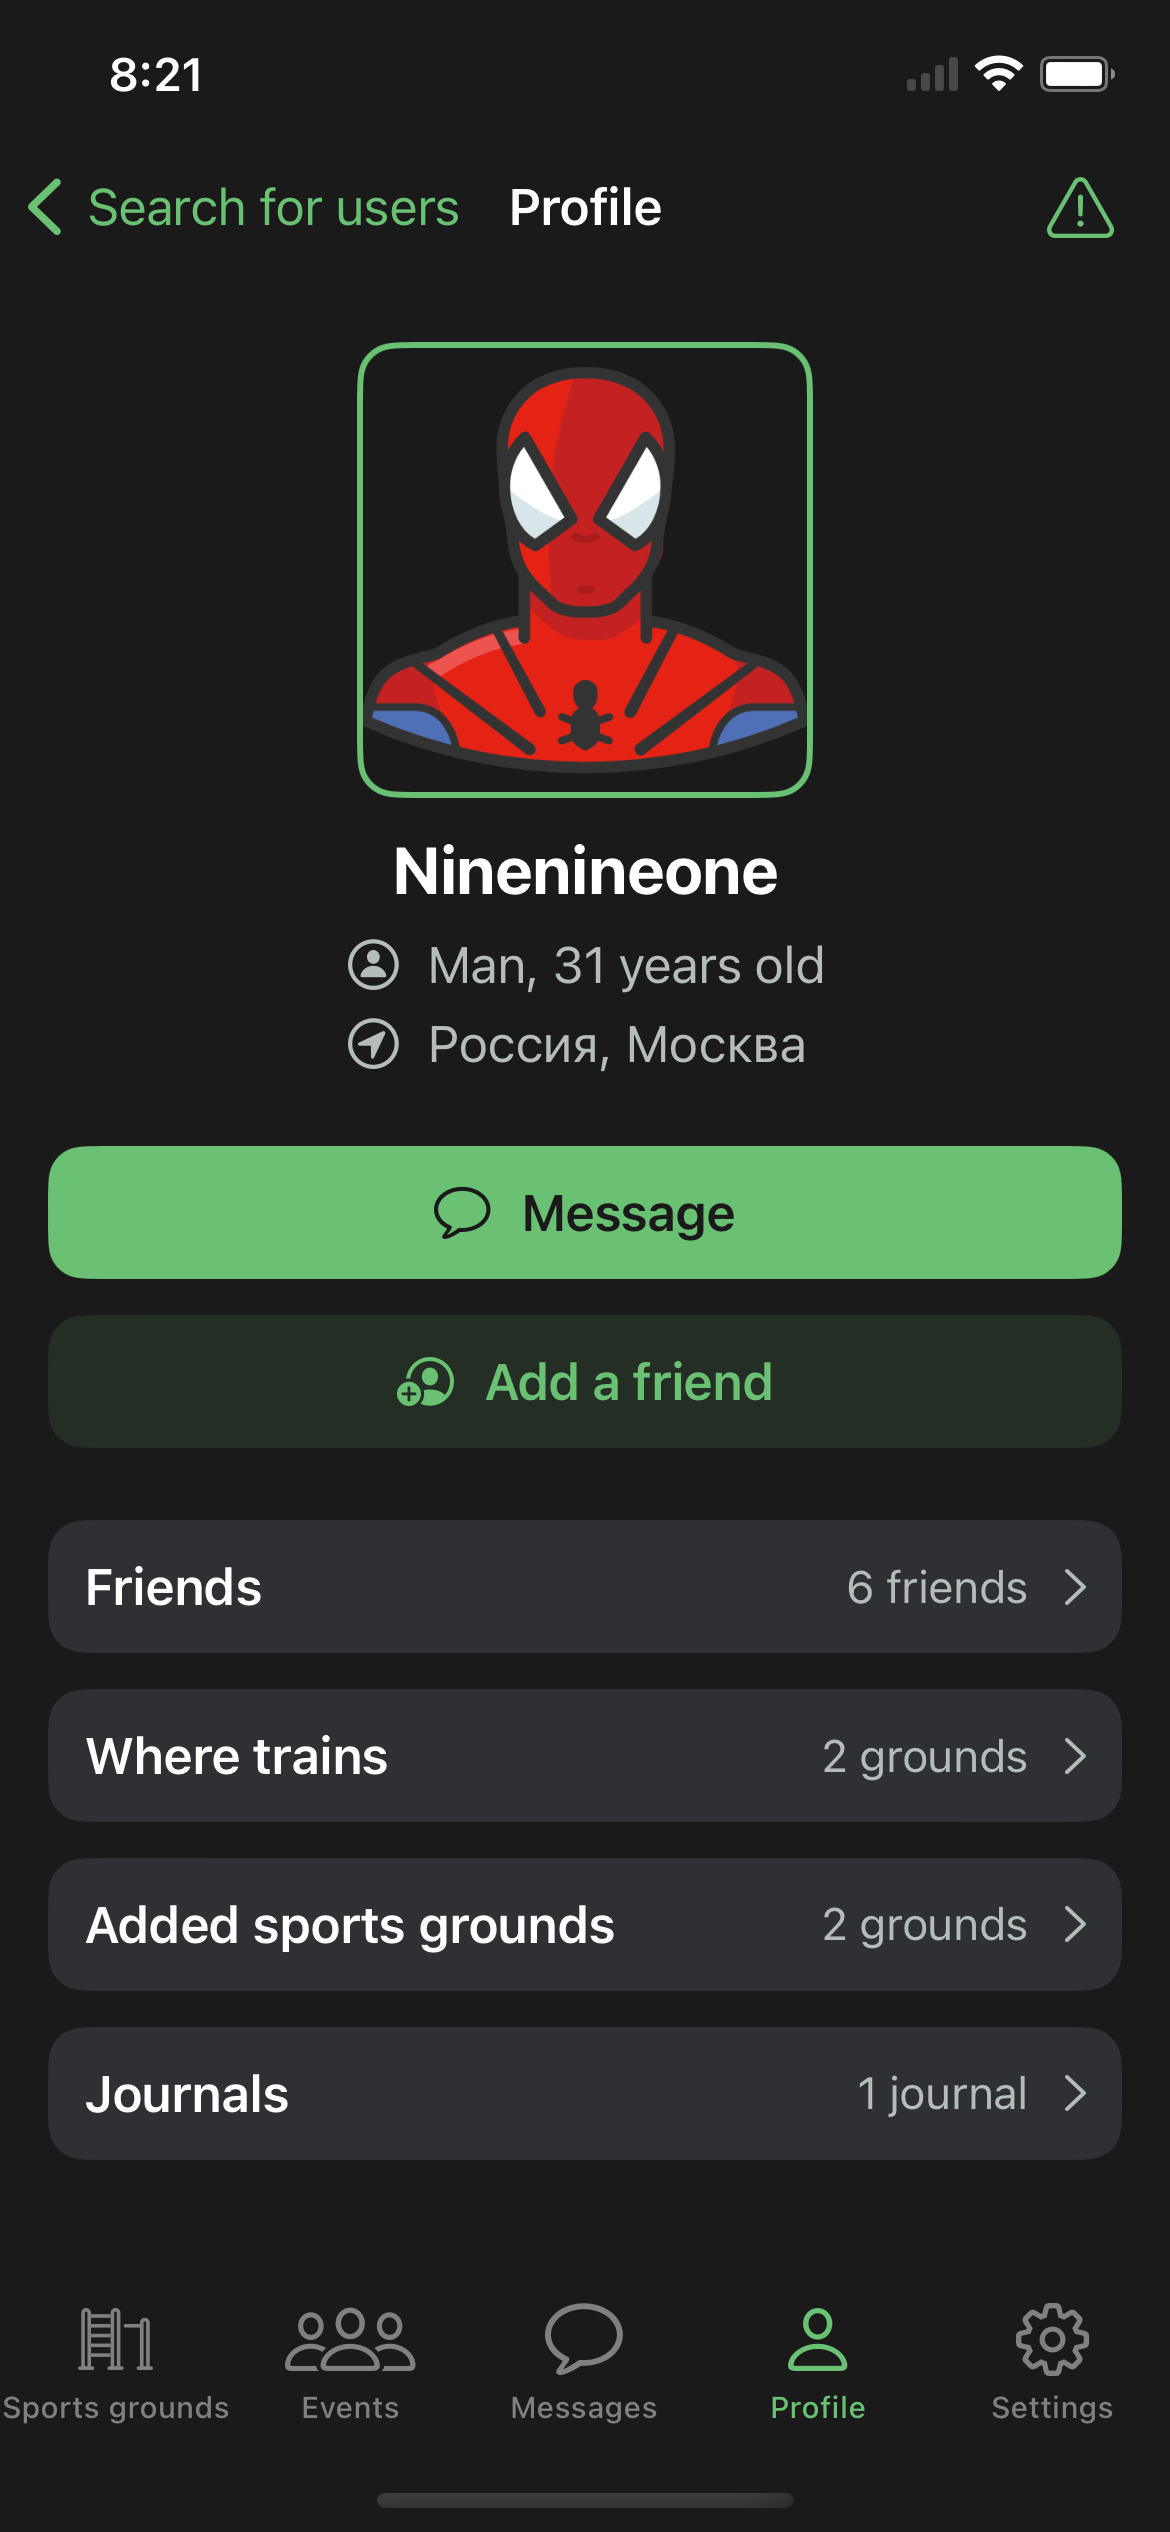 8:21
Search for users Profile
Ninenineone
Man, 31 years old
Россия, Москва
Message
Add a friend
Friends 6 friends
Where trains 2 grounds
Added sports grounds 2 grounds
Journals 1 journal
Sports grounds Events Messages Profile Settings